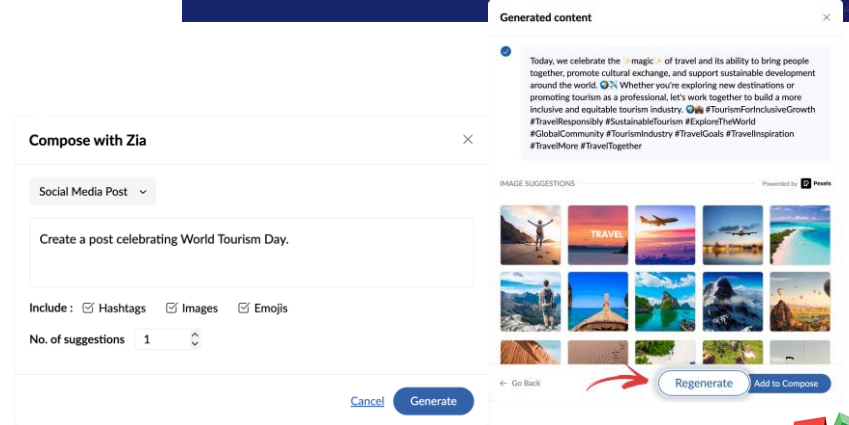 Compose with Zia
Social Media Post
Create a post celebrating World Tourism Day.
Include :
Hashtags
Images
Emojis
No. of suggestions
1
Cancel
Generate
Generated content
Today, we celebrate the ✨magic✨ of travel and its ability to bring people
together, promote cultural exchange, and support sustainable development
around the world. 🌍✈️ Whether you're exploring new destinations or
promoting tourism as a professional, let's work together to build a more
inclusive and equitable tourism industry. 🌍🏰 #TourismForInclusiveGrowth
#TravelResponsibly #SustainableTourism #ExploreTheWorld
#GlobalCommunity #TourismIndustry #TravelGoals #TravelInspiration
#TravelMore #TravelTogether
IMAGE SUGGESTIONS
Powered by Pexels
TRAVEL
← Go Back
Regenerate
Add to Compose